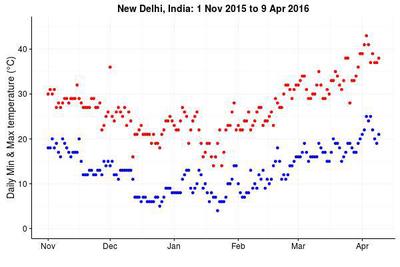 New Delhi, India: 1 Nov 2015 to 9 Apr 2016
Daily Min & Max temperature (°C)
40
30
20
10
0
Nov Dec Jan Feb Mar Apr